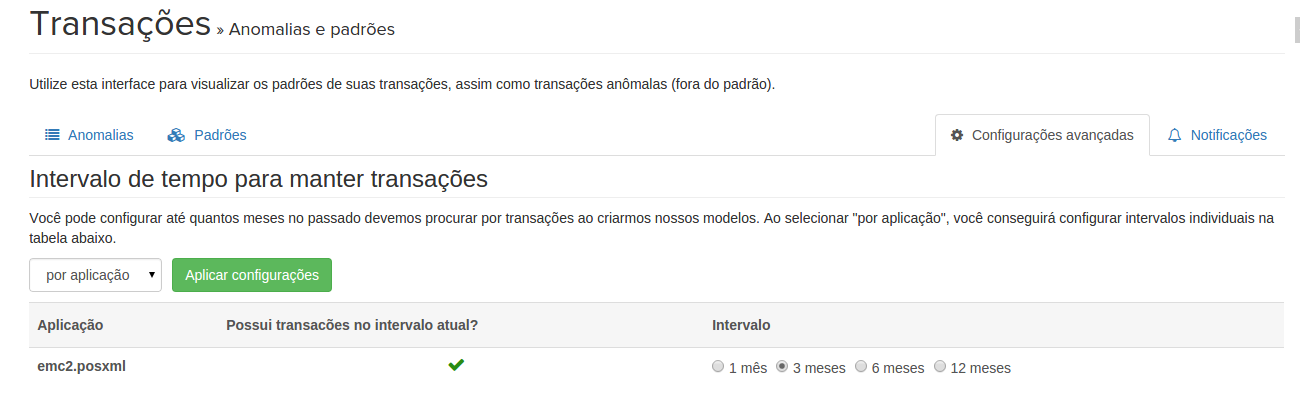 Transações » Anomalias e padrões
Utilize esta interface para visualizar os padrões de suas transações, assim como transações anômalas (fora do padrão).
Anomalias Padrões Configurações avançadas Notificações
Intervalo de tempo para manter transações
Você pode configurar até quantos meses no passado devemos procurar por transações ao criarmos nossos modelos. Ao selecionar "por aplicação", você conseguirá configurar intervalos individuais na
tabela abaixo.
por aplicação Aplicar configurações
Aplicação Possui transacões no intervalo atual? Intervalo
emc2.posxml 1 mês 3 meses 6 meses 12 meses